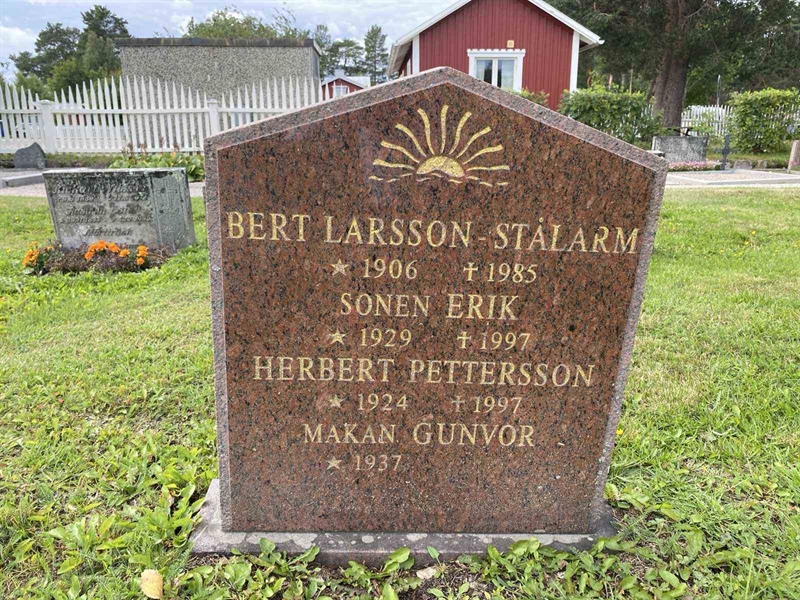 BERT LARSSON-STÅLARM
★ 1906 ✝ 1985
SONEN ERIK
★ 1929 ✝ 1997
HERBERT PETTERSSON
★ 1924 ✝ 1997
MAKAN GUNVOR
★ 1937